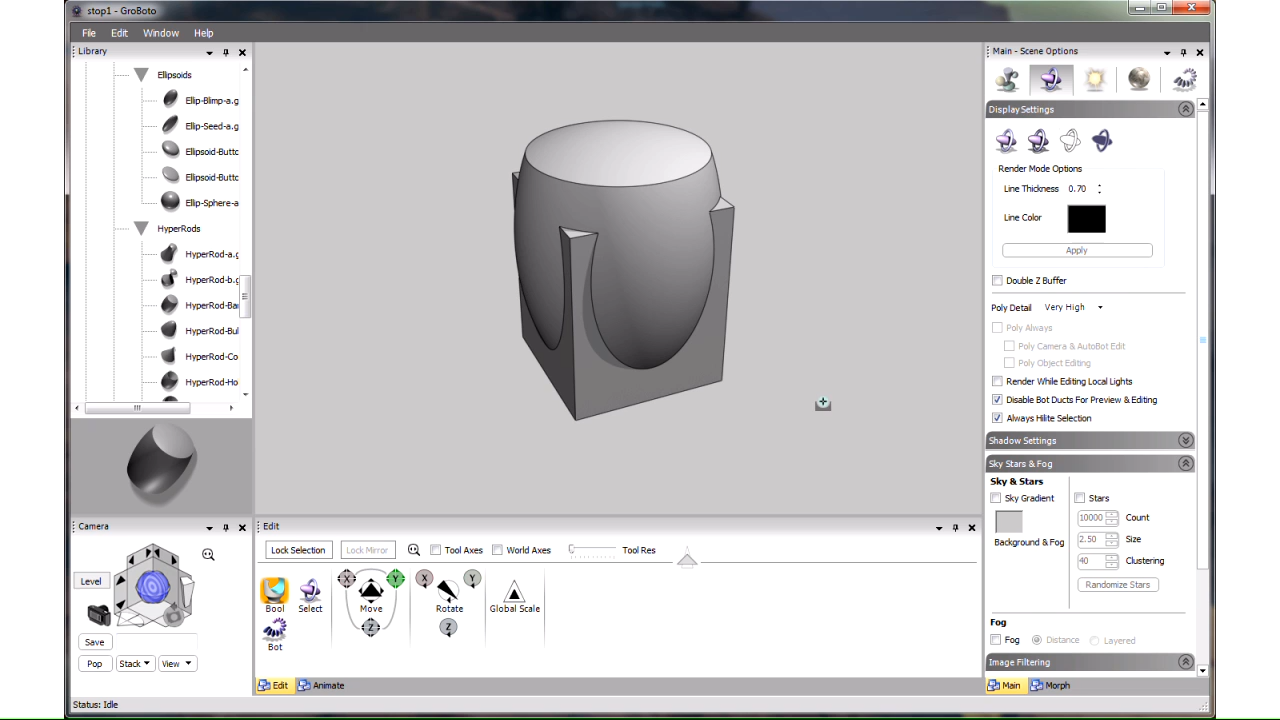 stop1 - GroBoto
File Edit Window Help
Library
Ellipsoids
Ellip-Blimp-a.g
Ellip-Seed-a.g
Ellipsoid-Butto
Ellipsoid-Butto
Ellip-Sphere-a
HyperRods
HyperRod-a.g
HyperRod-b.g
HyperRod-Bar
HyperRod-Bul
HyperRod-Co
HyperRod-Ho
Camera
Level
Save
Pop Stack View
Status: Idle
Edit
Lock Selection Lock Mirror Tool Axes World Axes Tool Res
X Y X Y
Bool Select Move Rotate Global Scale
Z Z
Bot
Edit Animate
Main - Scene Options
Display Settings
Render Mode Options
Line Thickness 0.70
Line Color
Apply
Double Z Buffer
Poly Detail Very High
Poly Always
Poly Camera & AutoBot Edit
Poly Object Editing
Render While Editing Local Lights
Disable Bot Ducts For Preview & Editing
Always Hilite Selection
Shadow Settings
Sky Stars & Fog
Sky & Stars
Sky Gradient Stars
10000 Count
Background & Fog
2.50 Size
40 Clustering
Randomize Stars
Fog
Fog Distance Layered
Image Filtering
Main Morph